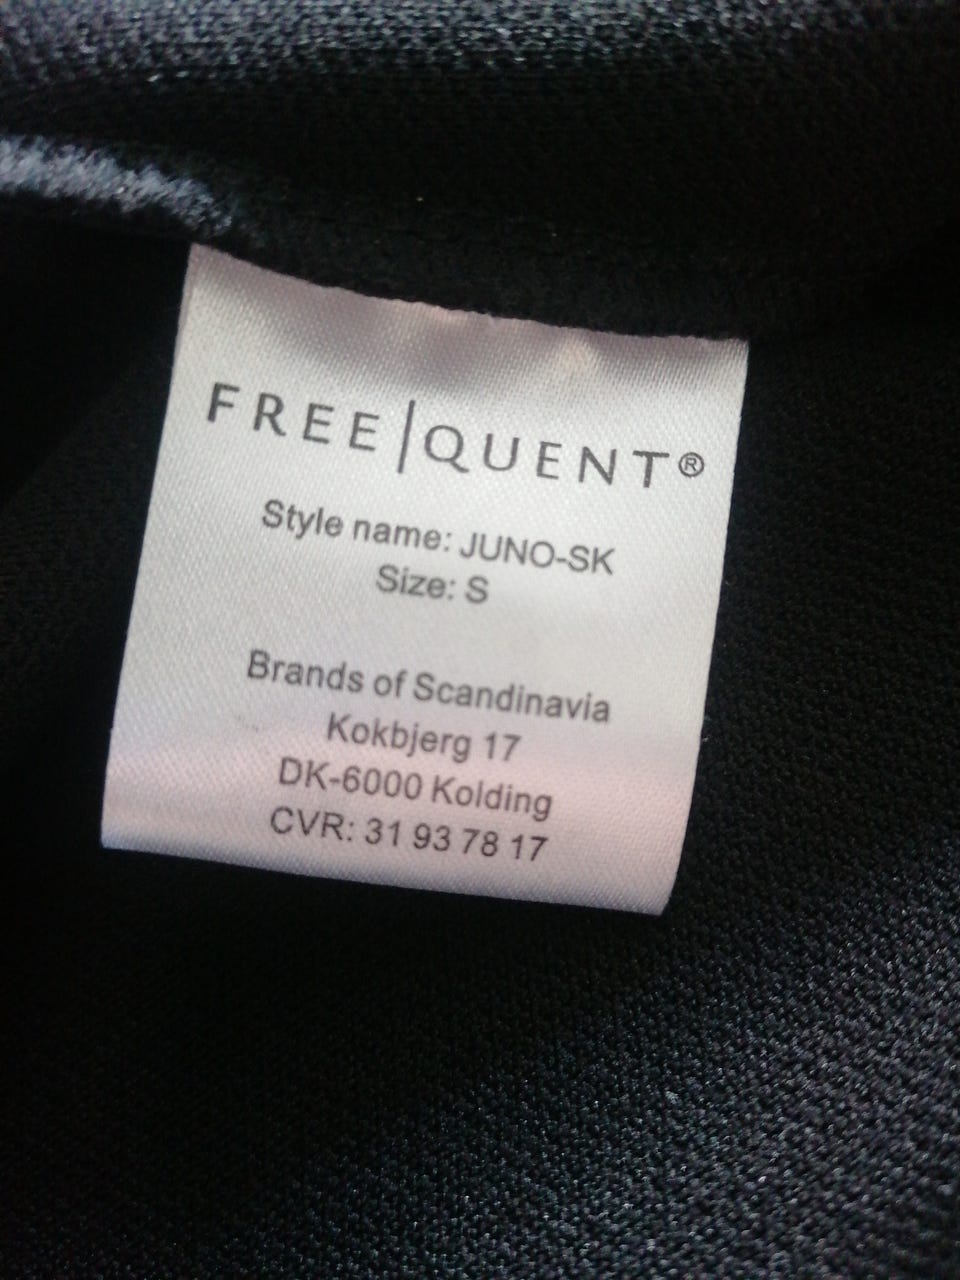 FREE|QUENT®
Style name: JUNO-SK
Size: S
Brands of Scandinavia
Kokbjerg 17
DK-6000 Kolding
CVR: 31 93 78 17